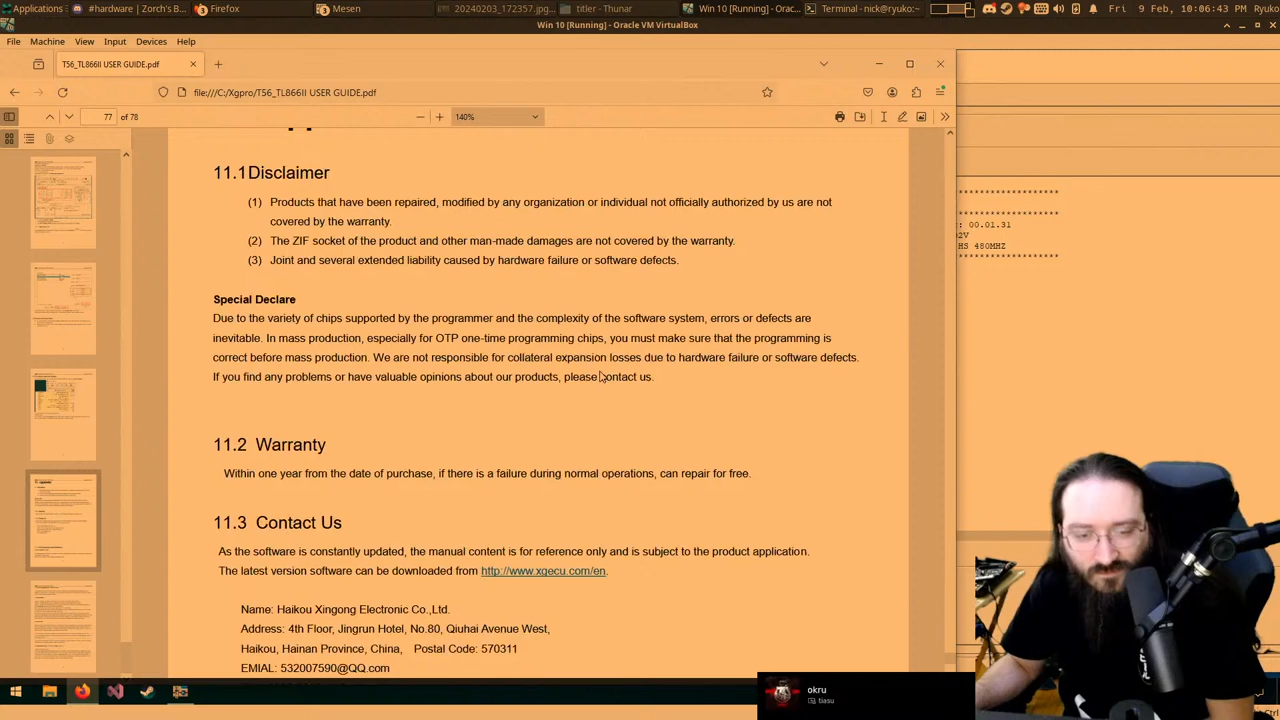 Applications
#hardware | Zorch's B...
Firefox
Mesen
20240203_172357.jpg...
titler - Thunar
Win 10 [Running] - Orac...
Terminal - nick@ryuko:~
Fri 9 Feb, 10:06:43 PM Ryuko
Win 10 [Running] - Oracle VM VirtualBox
File Machine View Input Devices Help
T56_TL866II USER GUIDE.pdf
file:///C:/Xgpro/T56_TL866II USER GUIDE.pdf
77 of 78
140%
11.1Disclaimer
(1) Products that have been repaired, modified by any organization or individual not officially authorized by us are not
covered by the warranty.
(2) The ZIF socket of the product and other man-made damages are not covered by the warranty.
(3) Joint and several extended liability caused by hardware failure or software defects.
Special Declare
Due to the variety of chips supported by the programmer and the complexity of the software system, errors or defects are
inevitable. In mass production, especially for OTP one-time programming chips, you must make sure that the programming is
correct before mass production. We are not responsible for collateral expansion losses due to hardware failure or software defects.
If you find any problems or have valuable opinions about our products, please contact us.
11.2 Warranty
Within one year from the date of purchase, if there is a failure during normal operations, can repair for free.
11.3 Contact Us
As the software is constantly updated, the manual content is for reference only and is subject to the product application.
The latest version software can be downloaded from http://www.xgecu.com/en.
Name: Haikou Xingong Electronic Co.,Ltd.
Address: 4th Floor, Jingrun Hotel, No.80, Qiuhai Avenue West,
Haikou, Hainan Province, China, Postal Code: 570311
EMIAL: 532007590@QQ.com
*******************
*******************
: 00.01.31
2V
HS 480MHZ
*******************
okru
tiasu